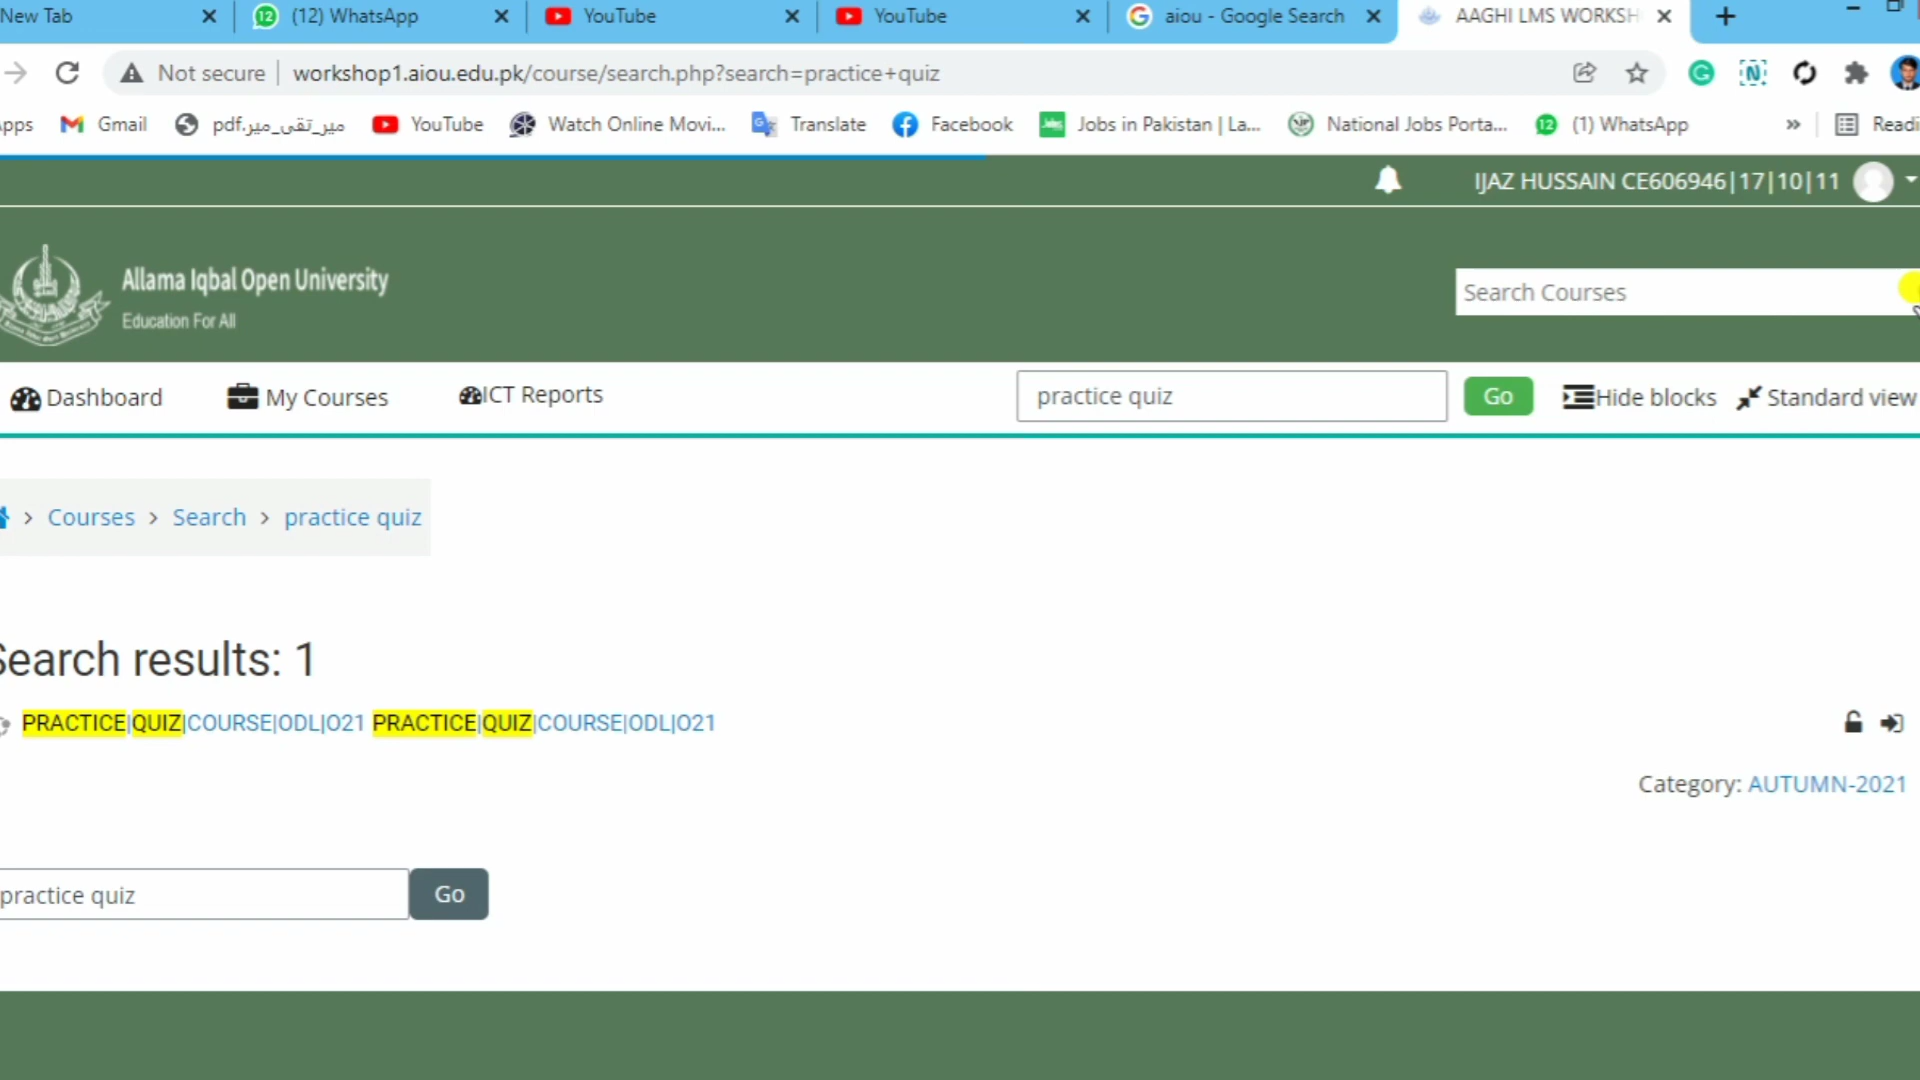 New Tab
(12) WhatsApp
YouTube
YouTube
aiou - Google Search
AAGHI LMS WORKSH
Not secure
workshop1.aiou.edu.pk/course/search.php?search=practice+quiz
pps
Gmail
میر_تقی_میر.pdf
YouTube
Watch Online Movi...
Translate
Facebook
Jobs in Pakistan | La...
National Jobs Porta...
12
(1) WhatsApp
»
Readi
IJAZ HUSSAIN CE606946|17|10|11
Allama Iqbal Open University
Education For All
Search Courses
Dashboard
My Courses
ICT Reports
practice quiz
Go
Hide blocks
Standard view
Courses > Search > practice quiz
Search results: 1
PRACTICE|QUIZ|COURSE|ODL|O21 PRACTICE|QUIZ|COURSE|ODL|O21
Category: AUTUMN-2021
practice quiz
Go